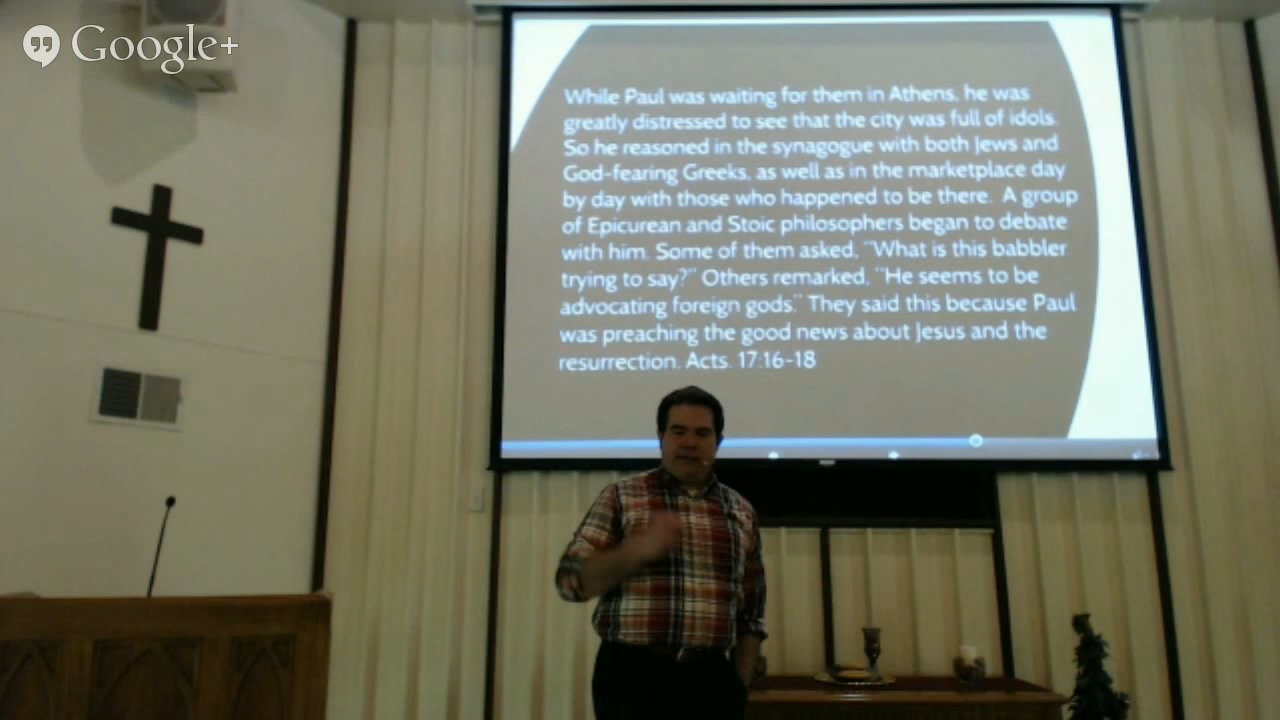 Google+
While Paul was waiting for them in Athens, he was
greatly distressed to see that the city was full of idols.
So he reasoned in the synagogue with both Jews and
God-fearing Greeks, as well as in the marketplace day
by day with those who happened to be there.  A group
of Epicurean and Stoic philosophers began to debate
with him. Some of them asked, "What is this babbler
trying to say?" Others remarked, "He seems to be
advocating foreign gods." They said this because Paul
was preaching the good news about Jesus and the
resurrection. Acts. 17:16-18